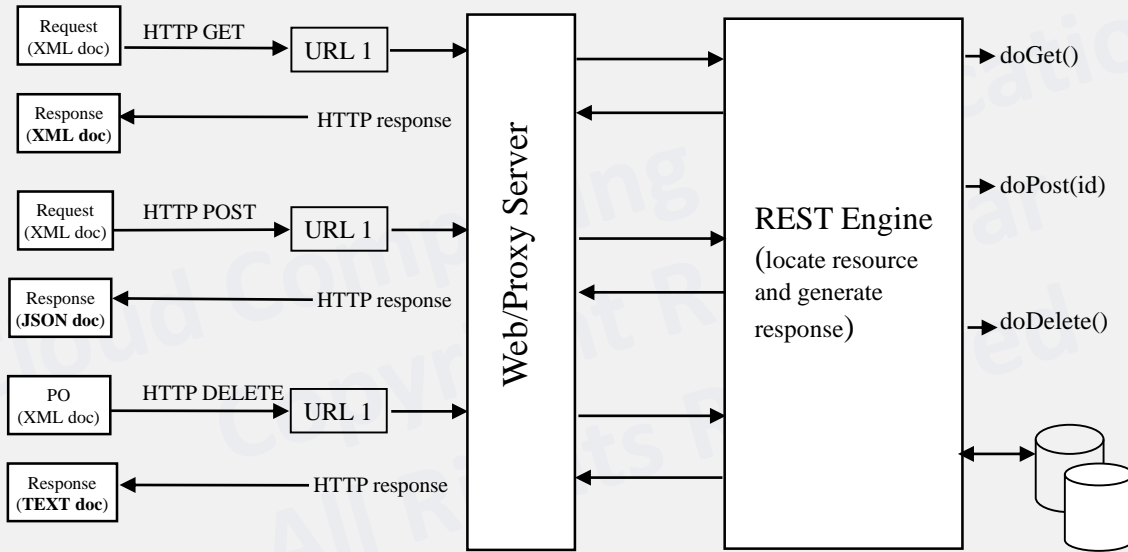 Request
(XML doc)
HTTP GET
URL 1
Response
(XML doc)
HTTP response
Request
(XML doc)
HTTP POST
URL 1
Response
(JSON doc)
HTTP response
PO
(XML doc)
HTTP DELETE
URL 1
Response
(TEXT doc)
HTTP response
Web/Proxy Server
REST Engine
(locate resource
and generate
response)
doGet()
doPost(id)
doDelete()